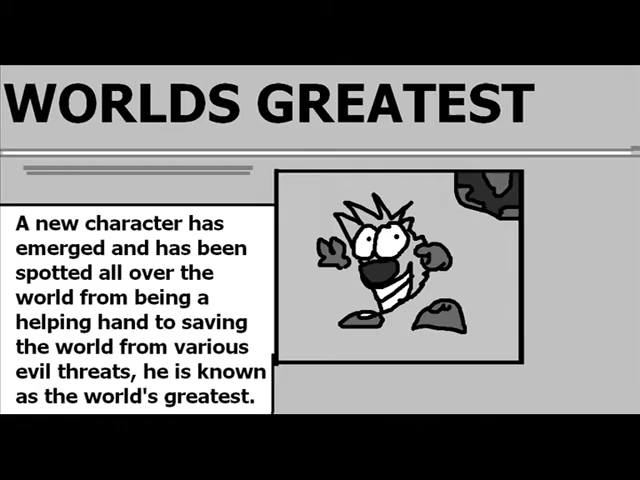 WORLDS GREATEST
A new character has
emerged and has been
spotted all over the
world from being a
helping hand to saving
the world from various
evil threats, he is known
as the world's greatest.